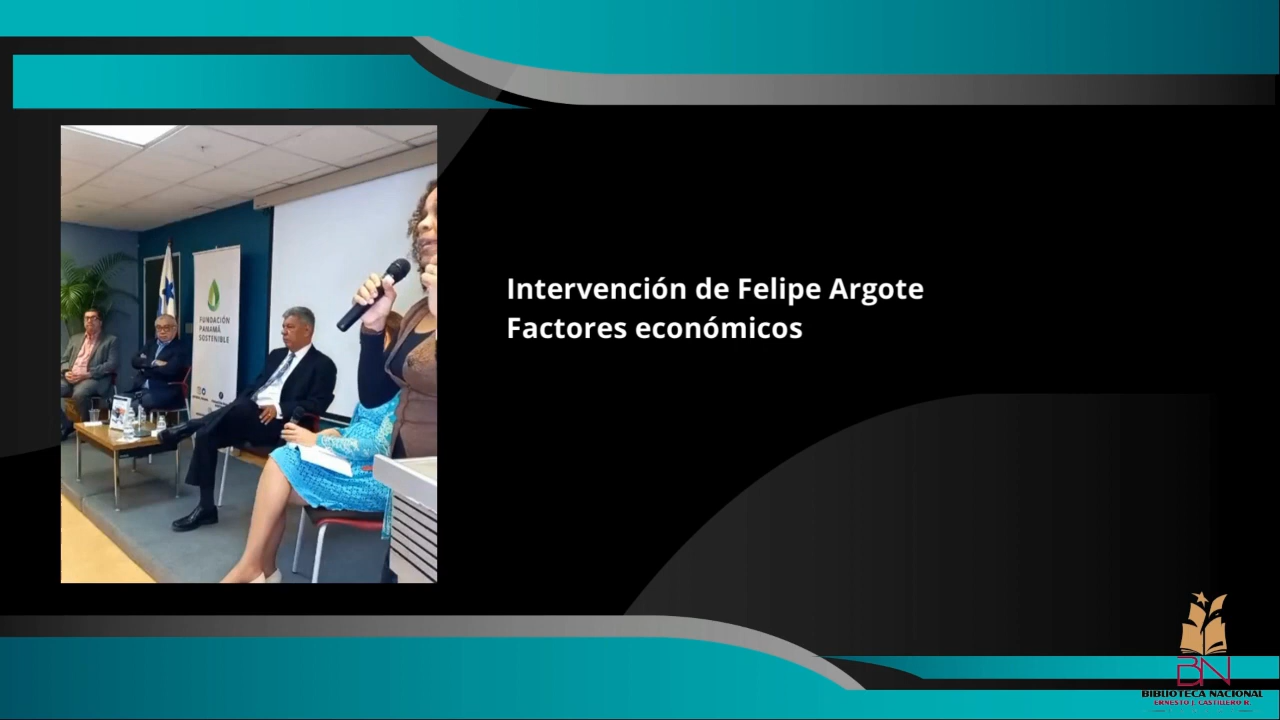 Intervención de Felipe Argote
Factores económicos
FUNDACIÓN
PANAMÁ
SOSTENIBLE
BN
BIBLIOTECA NACIONAL
ERNESTO J. CASTILLERO R.